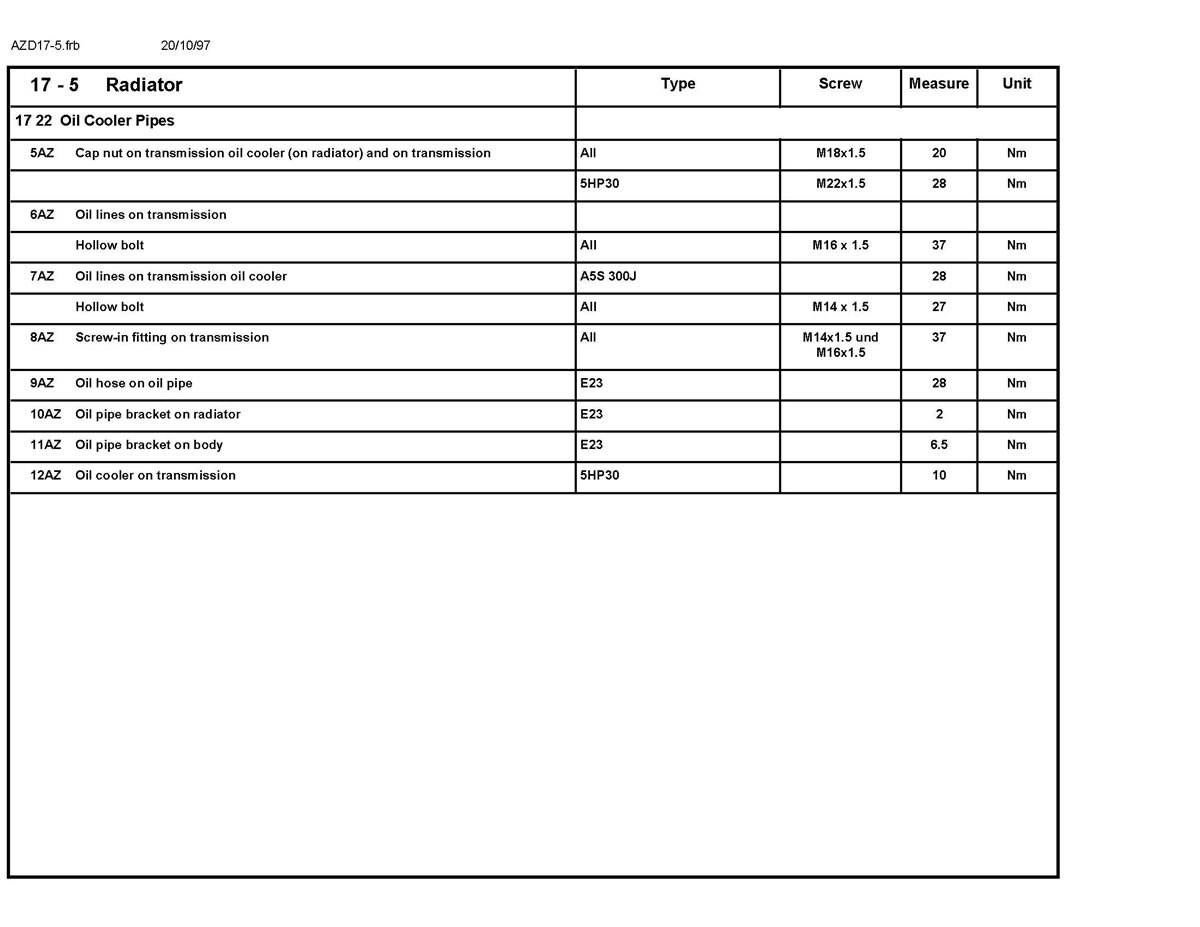 AZD17-5.frb 20/10/97
17 - 5 Radiator Type Screw Measure Unit
17 22 Oil Cooler Pipes
5AZ Cap nut on transmission oil cooler (on radiator) and on transmission All M18x1.5 20 Nm
5HP30 M22x1.5 28 Nm
6AZ Oil lines on transmission
Hollow bolt All M16 x 1.5 37 Nm
7AZ Oil lines on transmission oil cooler A5S 300J 28 Nm
Hollow bolt All M14 x 1.5 27 Nm
8AZ Screw-in fitting on transmission All M14x1.5 und 37 Nm
M16x1.5
9AZ Oil hose on oil pipe E23 28 Nm
10AZ Oil pipe bracket on radiator E23 2 Nm
11AZ Oil pipe bracket on body E23 6.5 Nm
12AZ Oil cooler on transmission 5HP30 10 Nm